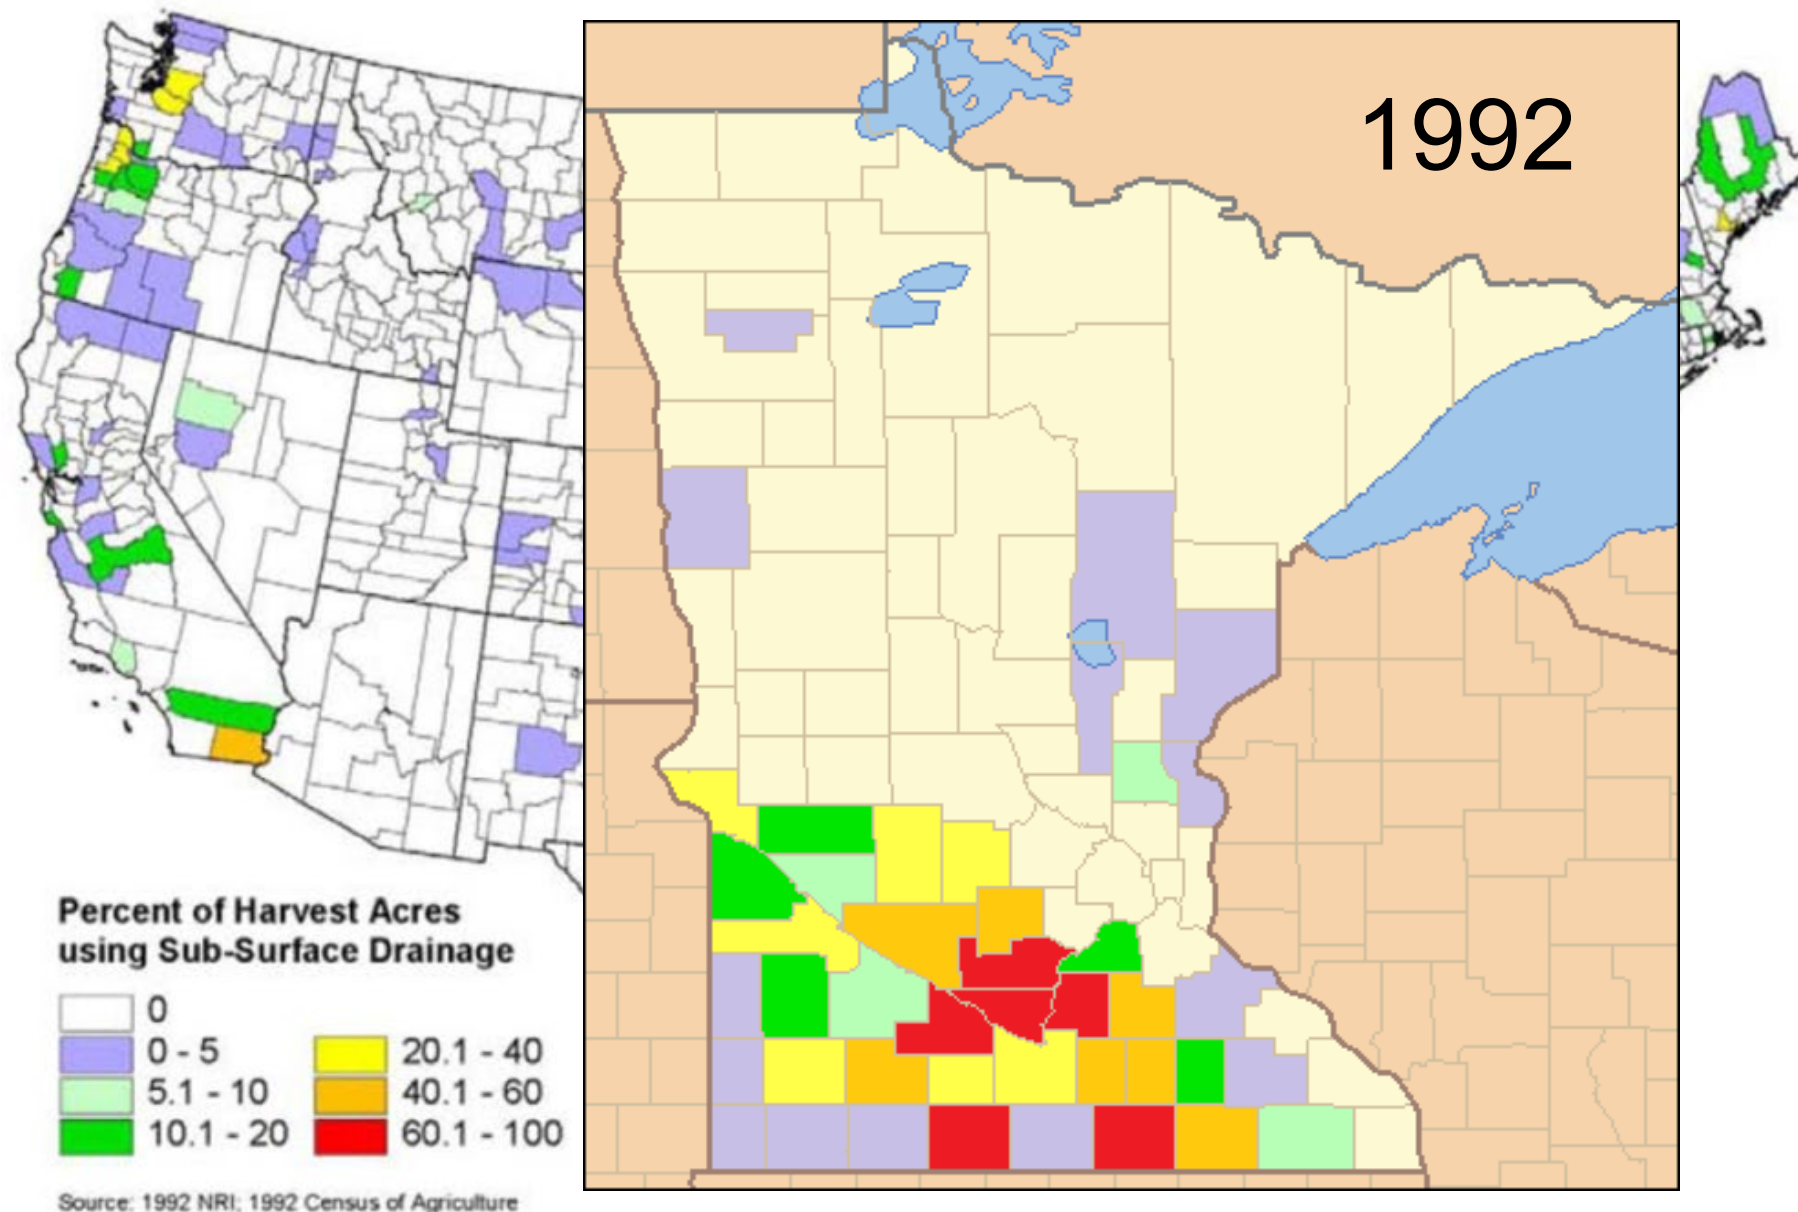 1992
Percent of Harvest Acres
using Sub-Surface Drainage
0
0 - 5
5.1 - 10
10.1 - 20
20.1 - 40
40.1 - 60
60.1 - 100
Source: 1992 NRI; 1992 Census of Agriculture